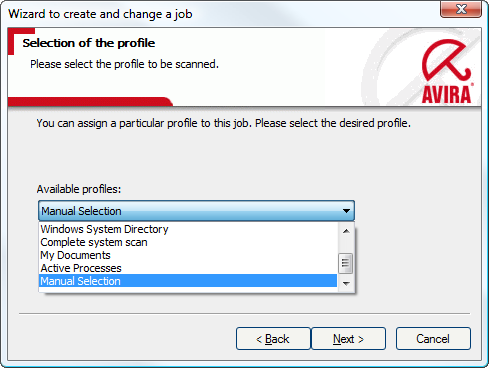 Wizard to create and change a job
Selection of the profile
Please select the profile to be scanned.
AVIRA
You can assign a particular profile to this job. Please select the desired profile.
Available profiles:
Manual Selection
Windows System Directory
Complete system scan
My Documents
Active Processes
Manual Selection
< Back
Next >
Cancel